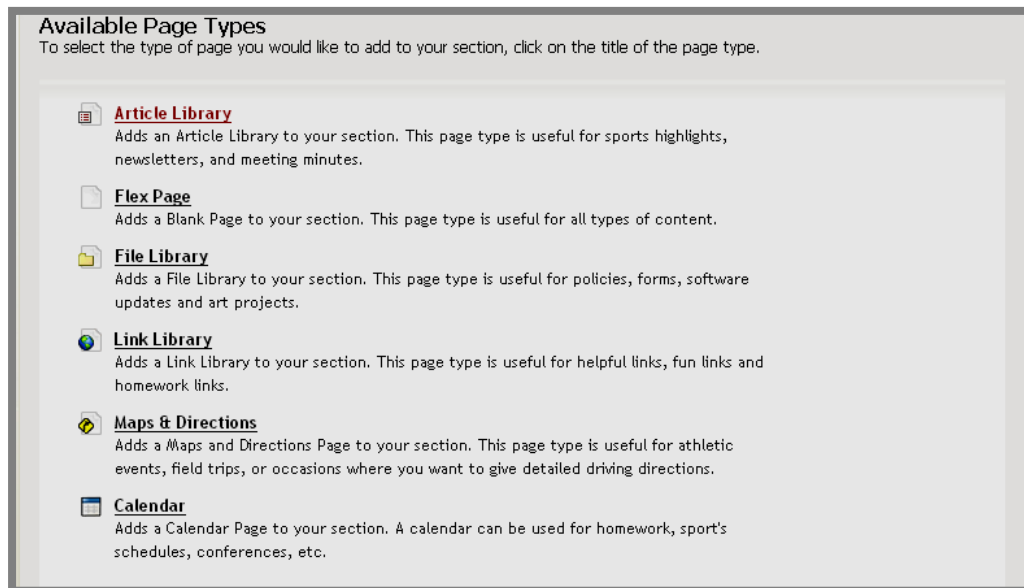 Available Page Types
To select the type of page you would like to add to your section, click on the title of the page type.
Article Library
Adds an Article Library to your section. This page type is useful for sports highlights,
newsletters, and meeting minutes.
Flex Page
Adds a Blank Page to your section. This page type is useful for all types of content.
File Library
Adds a File Library to your section. This page type is useful for policies, forms, software
updates and art projects.
Link Library
Adds a Link Library to your section. This page type is useful for helpful links, fun links and
homework links.
Maps & Directions
Adds a Maps and Directions Page to your section. This page type is useful for athletic
events, field trips, or occasions where you want to give detailed driving directions.
Calendar
Adds a Calendar Page to your section. A calendar can be used for homework, sport's
schedules, conferences, etc.